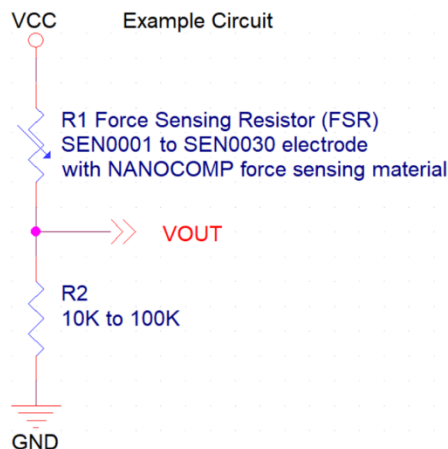 VCC
Example Circuit
R1 Force Sensing Resistor (FSR)
SEN0001 to SEN0030 electrode
with NANOCOMP force sensing material
VOUT
R2
10K to 100K
GND